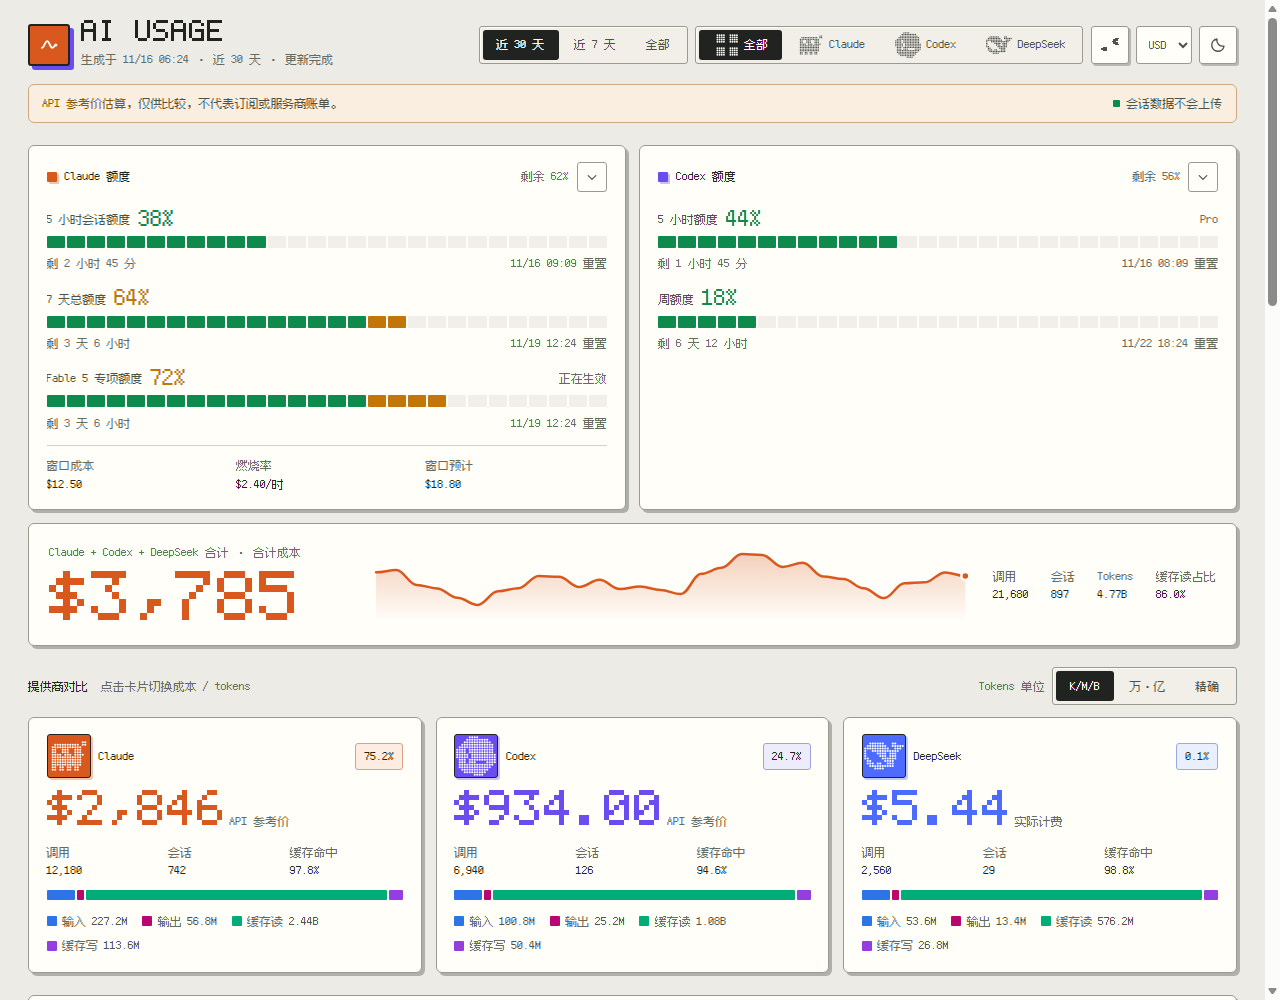 AI USAGE
生成于 11/16 06:24 · 近 30 天 · 更新完成
近 30 天 近 7 天 全部
全部 Claude Codex DeepSeek
USD
API 参考价估算，仅供比较，不代表订阅或服务商账单。
会话数据不会上传
Claude 额度
剩余 62%
5 小时会话额度 38%
剩 2 小时 45 分
11/16 09:09 重置
7 天总额度 64%
剩 3 天 6 小时
11/19 12:24 重置
Fable 5 专项额度 72%
正在生效
剩 3 天 6 小时
11/19 12:24 重置
窗口成本 燃烧率 窗口预计
$12.50 $2.40/时 $18.80
Codex 额度
剩余 56%
5 小时额度 44%
Pro
剩 1 小时 45 分
11/16 08:09 重置
周额度 18%
剩 6 天 12 小时
11/22 18:24 重置
Claude + Codex + DeepSeek 合计 · 合计成本
$3,785
调用 会话 Tokens 缓存读占比
21,680 897 4.77B 86.0%
提供商对比 点击卡片切换成本 / tokens
Tokens 单位 K/M/B 万·亿 精确
Claude
75.2%
$2,846 API 参考价
调用 会话 缓存命中
12,180 742 97.8%
输入 227.2M 输出 56.8M 缓存读 2.44B
缓存写 113.6M
Codex
24.7%
$934.00 API 参考价
调用 会话 缓存命中
6,940 126 94.6%
输入 100.8M 输出 25.2M 缓存读 1.08B
缓存写 50.4M
DeepSeek
0.1%
$5.44 实际计费
调用 会话 缓存命中
2,560 29 98.8%
输入 53.6M 输出 13.4M 缓存读 576.2M
缓存写 26.8M